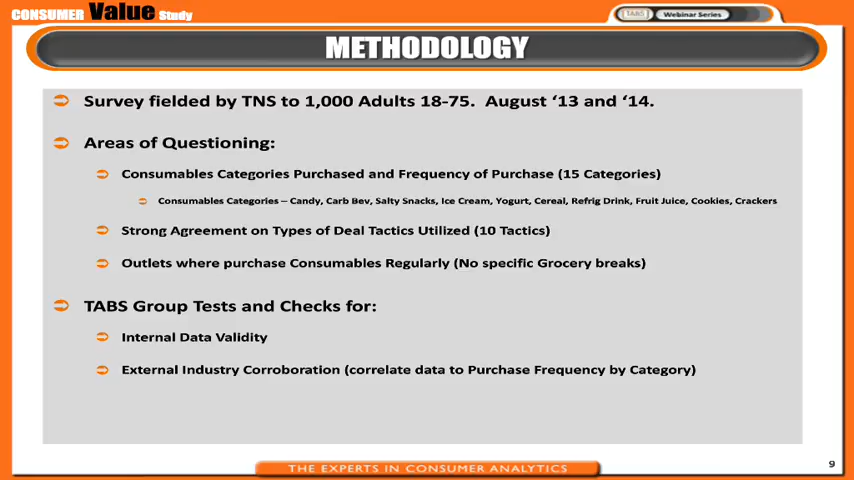 CONSUMER Value Study
TABS Webinar Series
METHODOLOGY
Survey fielded by TNS to 1,000 Adults 18-75. August ‘13 and ‘14.
Areas of Questioning:
Consumables Categories Purchased and Frequency of Purchase (15 Categories)
Consumables Categories – Candy, Carb Bev, Salty Snacks, Ice Cream, Yogurt, Cereal, Refrig Drink, Fruit Juice, Cookies, Crackers
Strong Agreement on Types of Deal Tactics Utilized (10 Tactics)
Outlets where purchase Consumables Regularly (No specific Grocery breaks)
TABS Group Tests and Checks for:
Internal Data Validity
External Industry Corroboration (correlate data to Purchase Frequency by Category)
THE EXPERTS IN CONSUMER ANALYTICS
9